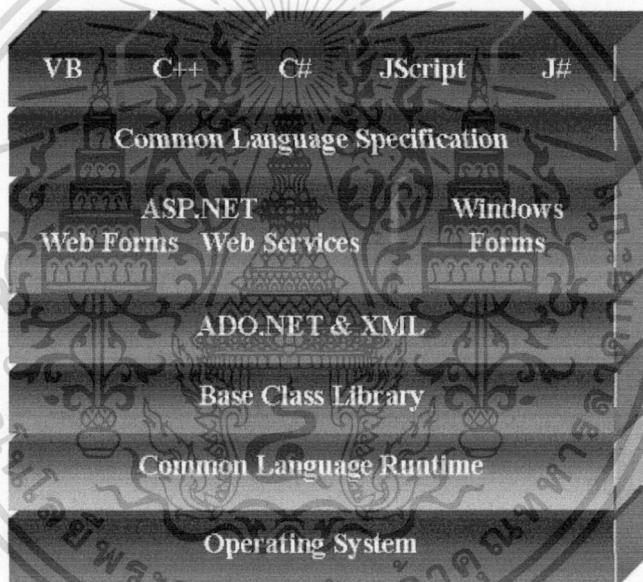 VB C++ C# JScript J#
Common Language Specification
ASP.NET
Web Forms Web Services
Windows
Forms
ADO.NET & XML
Base Class Library
Common Language Runtime
Operating System